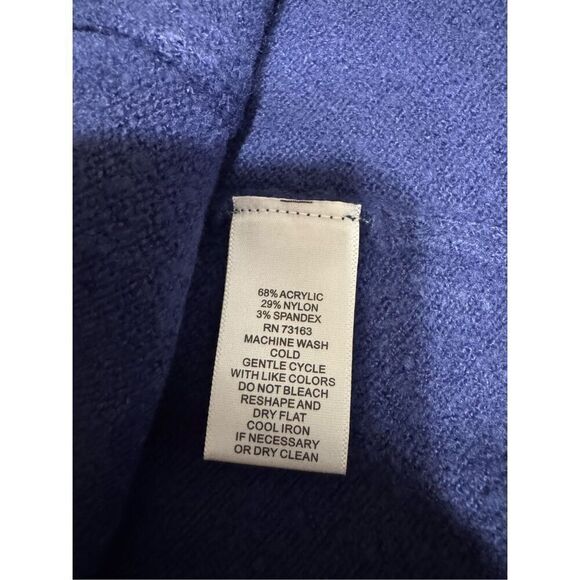 68% ACRYLIC
29% NYLON
3% SPANDEX
RN 73163
MACHINE WASH
COLD
GENTLE CYCLE
WITH LIKE COLORS
DO NOT BLEACH
RESHAPE AND
DRY FLAT
COOL IRON
IF NECESSARY
OR DRY CLEAN